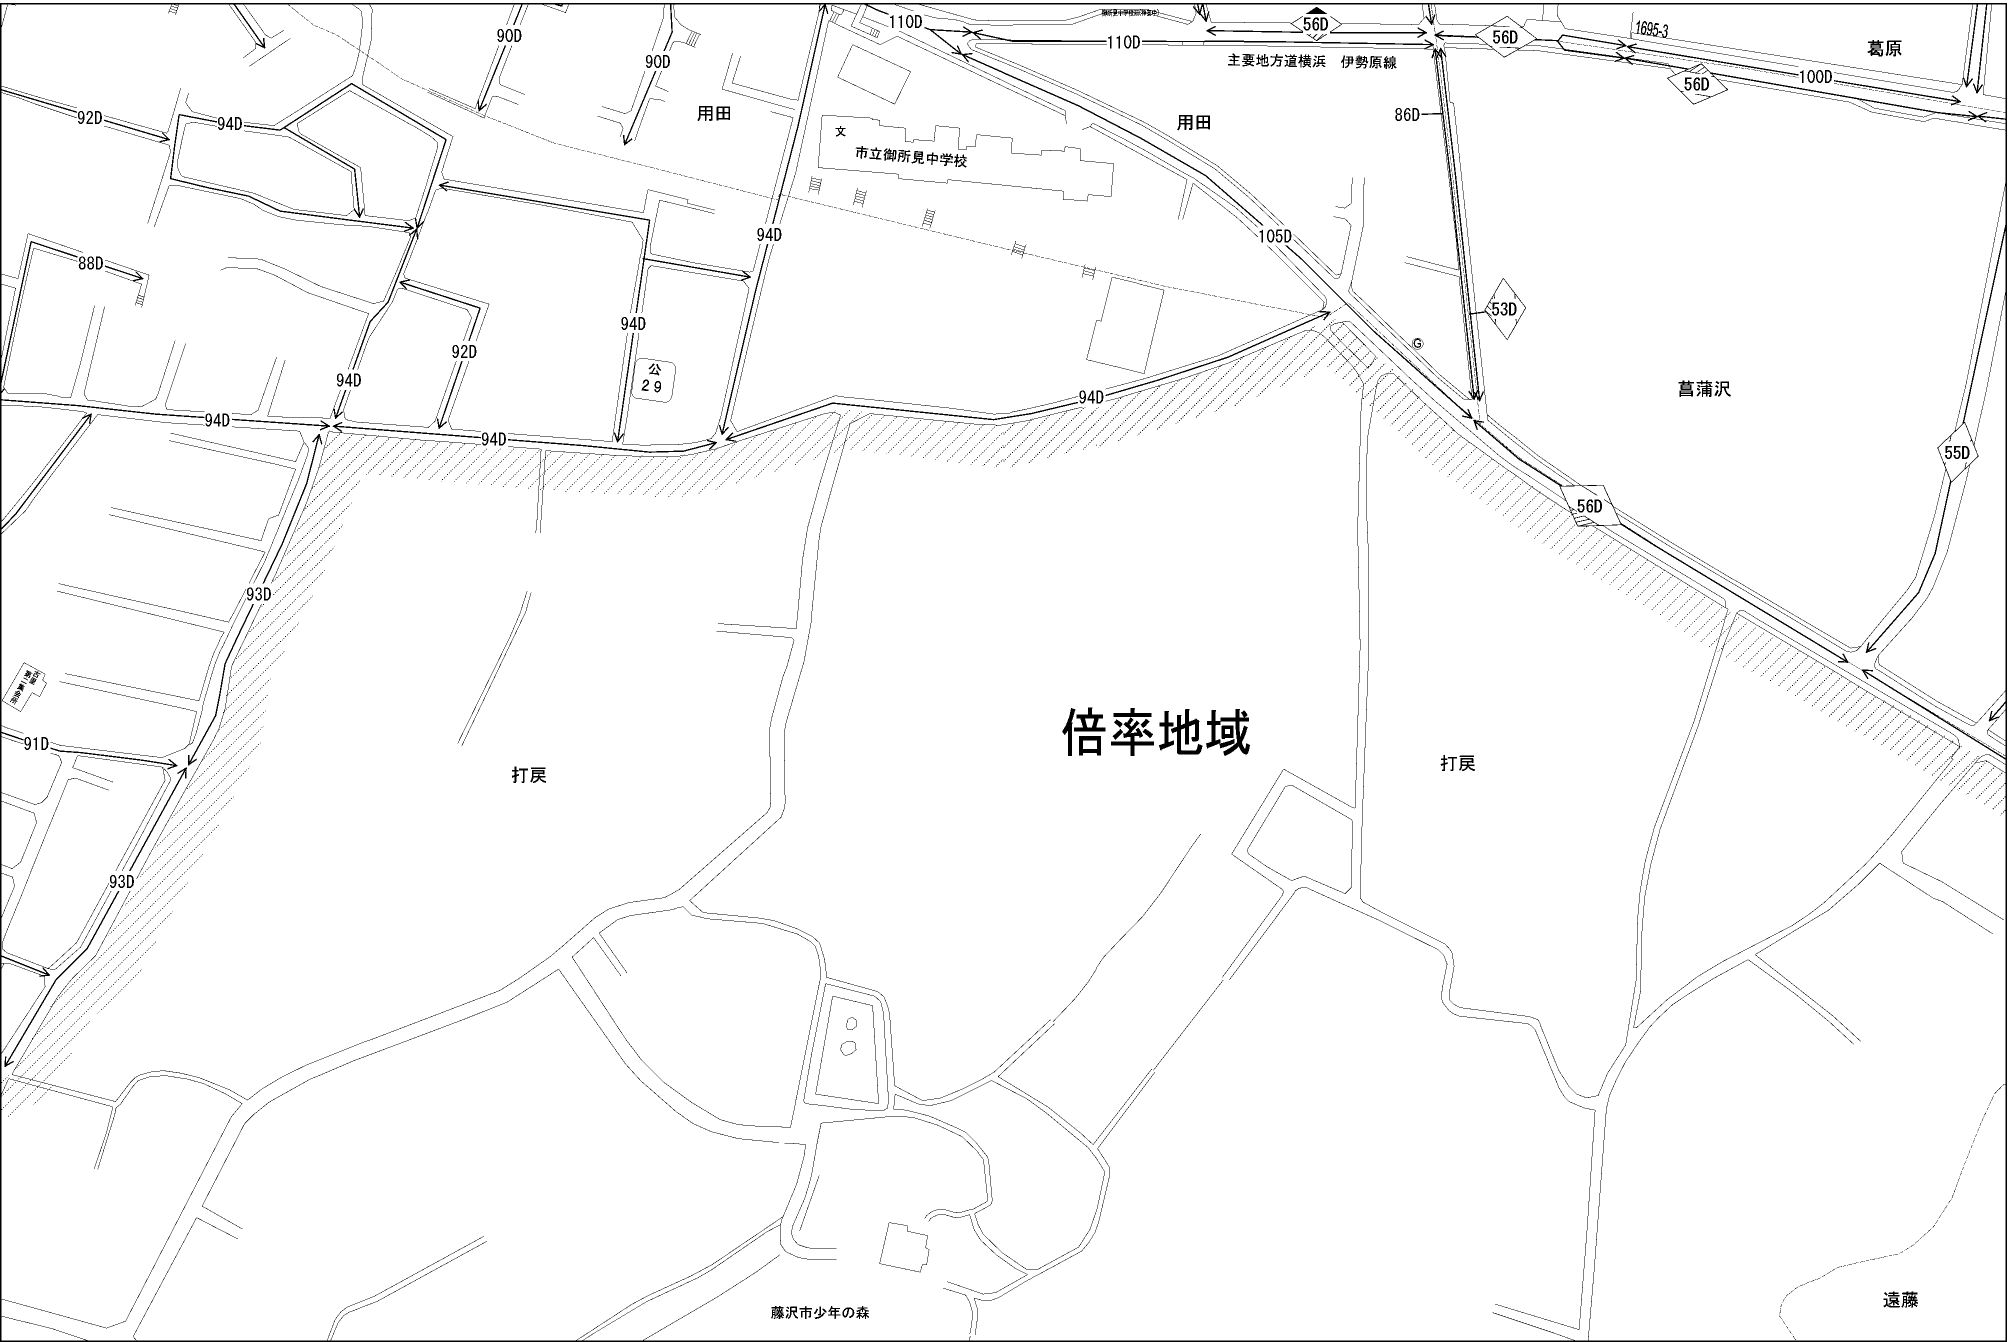 110D
56D
56D
1695-3
葛原
90D
90D
110D
主要地方道横浜 伊勢原線
100D
56D
92D
94D
用田
用田
86D
文
市立御所見中学校
94D
105D
88D
94D
53D
92D
公
29
G
94D
94D
菖蒲沢
94D
94D
94D
55D
56D
93D
91D
倍率地域
打戻
打戻
93D
藤沢市少年の森
遠藤